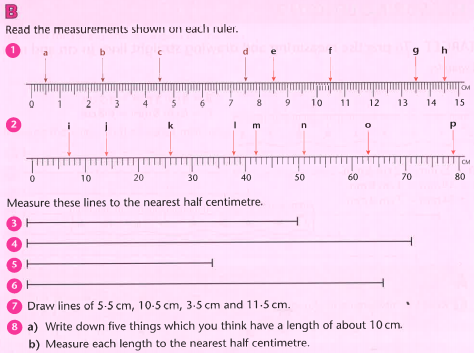 B
Read the measurements shown on each ruler.
1
a b c d e f g h
0 1 2 3 4 5 6 7 8 9 10 11 12 13 14 15 CM
2
i j k l m n o p
0 10 20 30 40 50 60 70 80 CM
Measure these lines to the nearest half centimetre.
3
4
5
6
7 Draw lines of 5·5 cm, 10·5 cm, 3·5 cm and 11·5 cm.
8 a) Write down five things which you think have a length of about 10 cm.
b) Measure each length to the nearest half centimetre.